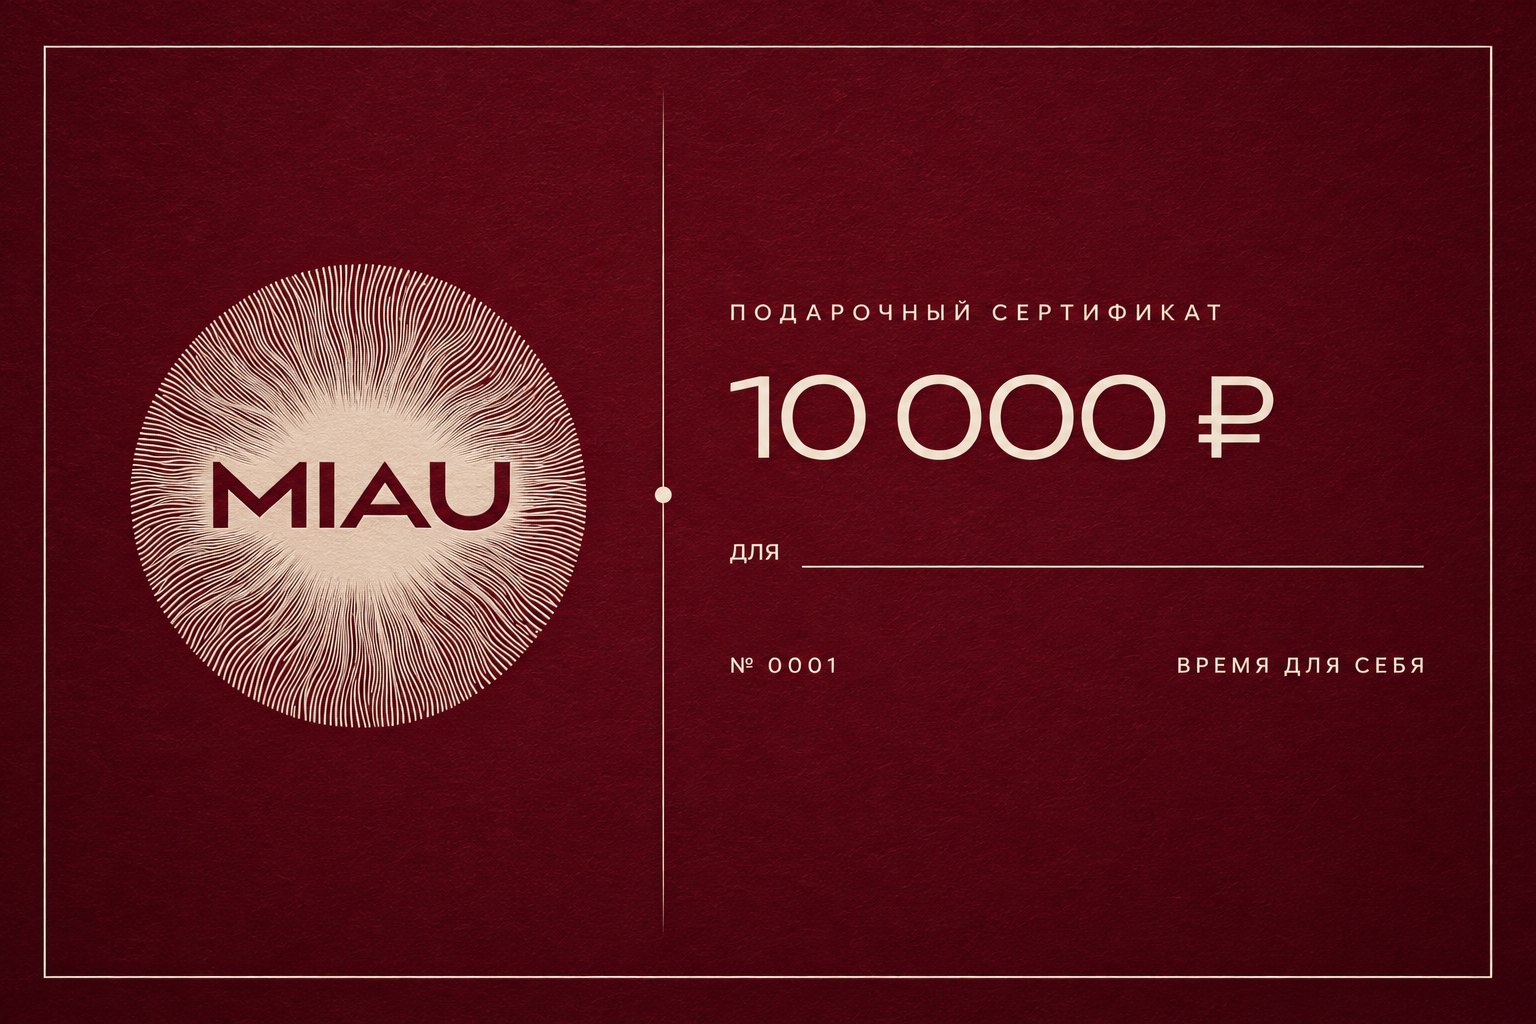 MIAU
ПОДАРОЧНЫЙ СЕРТИФИКАТ
10 000 ₽
для
№ 0001
ВРЕМЯ ДЛЯ СЕБЯ